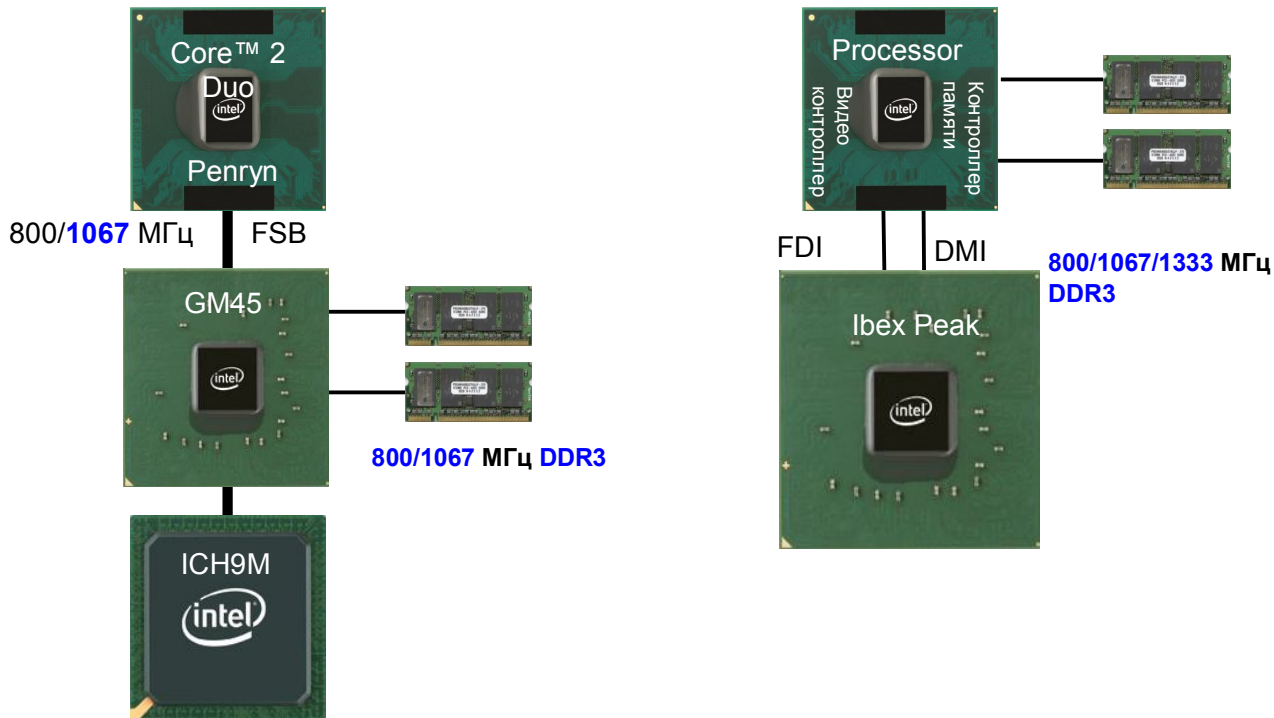 Core™ 2
Duo
intel
Penryn
800/1067 МГц
FSB
GM45
intel
800/1067 МГц DDR3
ICH9M
intel
Processor
Видео
контроллер
intel
Контроллер
памяти
FDI
DMI
800/1067/1333 МГц
DDR3
Ibex Peak
intel